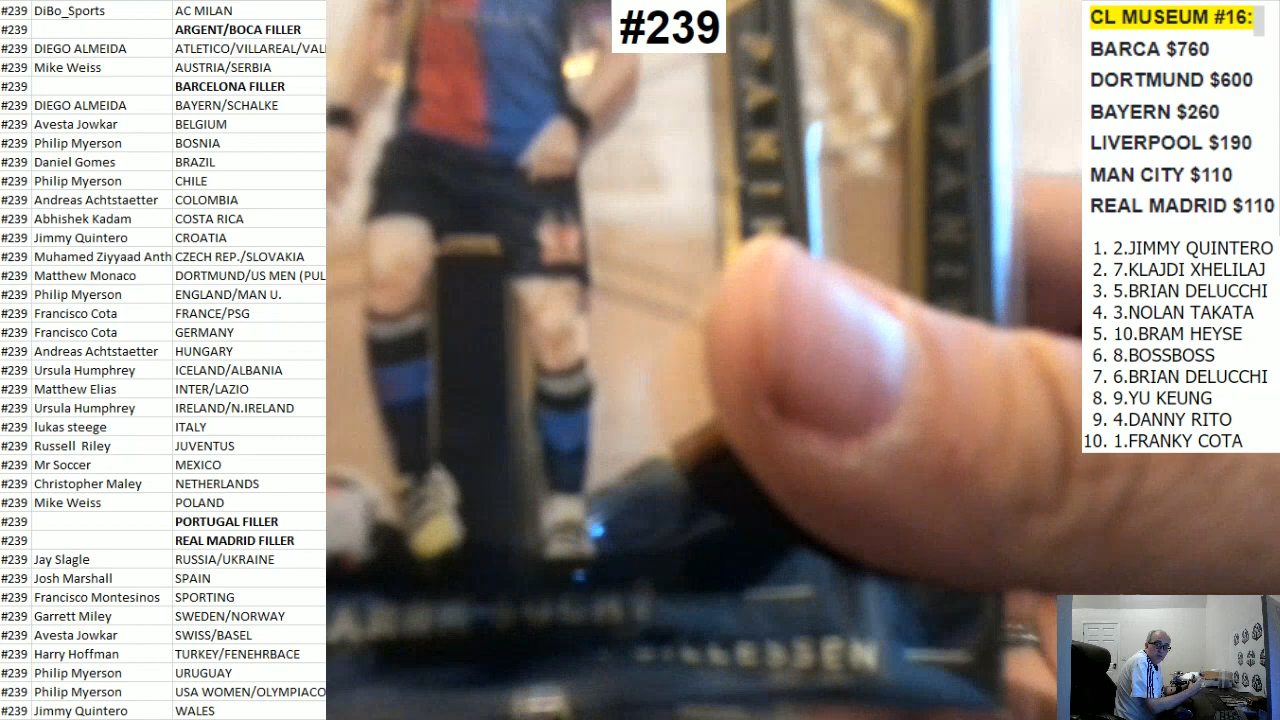 #239 DiBo_Sports AC MILAN
#239 ARGENT/BOCA FILLER
#239 DIEGO ALMEIDA ATLETICO/VILLAREAL/VAL
#239 Mike Weiss AUSTRIA/SERBIA
#239 BARCELONA FILLER
#239 DIEGO ALMEIDA BAYERN/SCHALKE
#239 Avesta Jowkar BELGIUM
#239 Philip Myerson BOSNIA
#239 Daniel Gomes BRAZIL
#239 Philip Myerson CHILE
#239 Andreas Achtstaetter COLOMBIA
#239 Abhishek Kadam COSTA RICA
#239 Jimmy Quintero CROATIA
#239 Muhamed Ziyyaad Anth CZECH REP./SLOVAKIA
#239 Matthew Monaco DORTMUND/US MEN (PUL
#239 Philip Myerson ENGLAND/MAN U.
#239 Francisco Cota FRANCE/PSG
#239 Francisco Cota GERMANY
#239 Andreas Achtstaetter HUNGARY
#239 Ursula Humphrey ICELAND/ALBANIA
#239 Matthew Elias INTER/LAZIO
#239 Ursula Humphrey IRELAND/N.IRELAND
#239 lukas steege ITALY
#239 Russell Riley JUVENTUS
#239 Mr Soccer MEXICO
#239 Christopher Maley NETHERLANDS
#239 Mike Weiss POLAND
#239 PORTUGAL FILLER
#239 REAL MADRID FILLER
#239 Jay Slagle RUSSIA/UKRAINE
#239 Josh Marshall SPAIN
#239 Francisco Montesinos SPORTING
#239 Garrett Miley SWEDEN/NORWAY
#239 Avesta Jowkar SWISS/BASEL
#239 Harry Hoffman TURKEY/FENEHRBACE
#239 Philip Myerson URUGUAY
#239 Philip Myerson USA WOMEN/OLYMPIACO
#239 Jimmy Quintero WALES
#239
CL MUSEUM #16:
BARCA $760
DORTMUND $600
BAYERN $260
LIVERPOOL $190
MAN CITY $110
REAL MADRID $110
1. 2.JIMMY QUINTERO
2. 7.KLAJDI XHELILAJ
3. 5.BRIAN DELUCCHI
4. 3.NOLAN TAKATA
5. 10.BRAM HEYSE
6. 8.BOSSBOSS
7. 6.BRIAN DELUCCHI
8. 9.YU KEUNG
9. 4.DANNY RITO
10. 1.FRANKY COTA